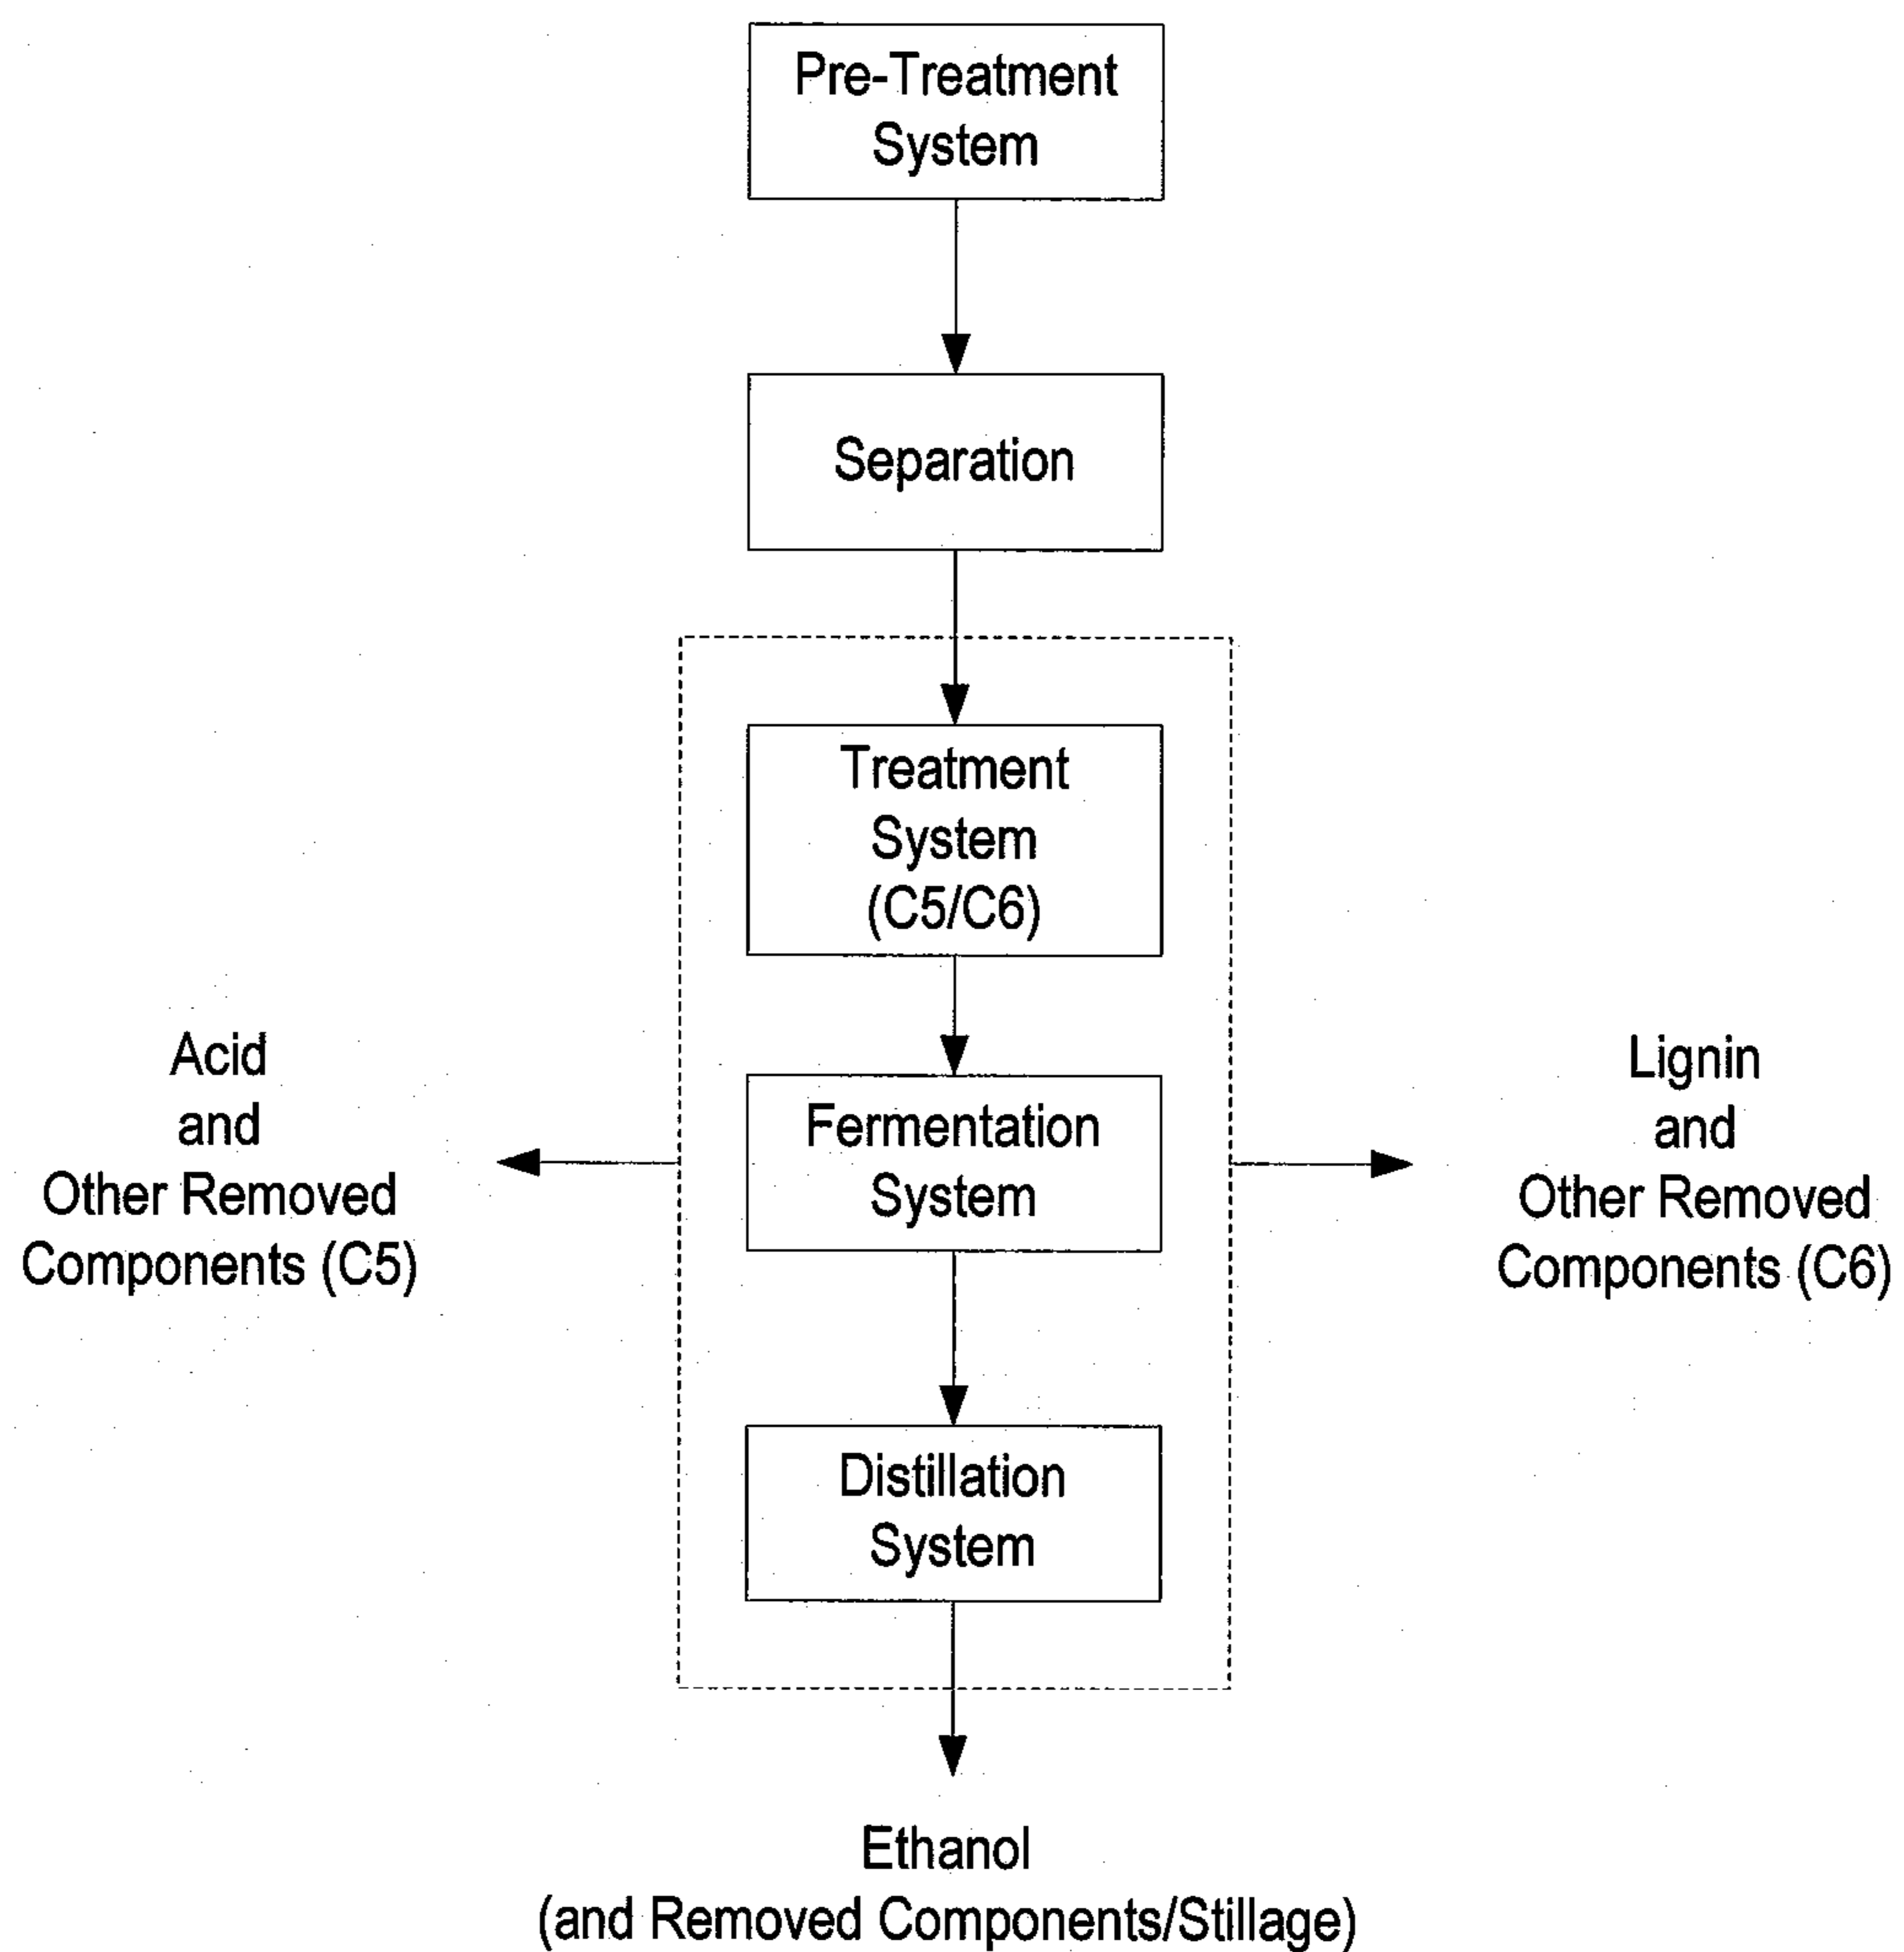 Pre-Treatment
System
Separation
Treatment
System
(C5/C6)
Acid
and
Other Removed
Components (C5)
Fermentation
System
Lignin
and
Other Removed
Components (C6)
Distillation
System
Ethanol
(and Removed Components/Stillage)